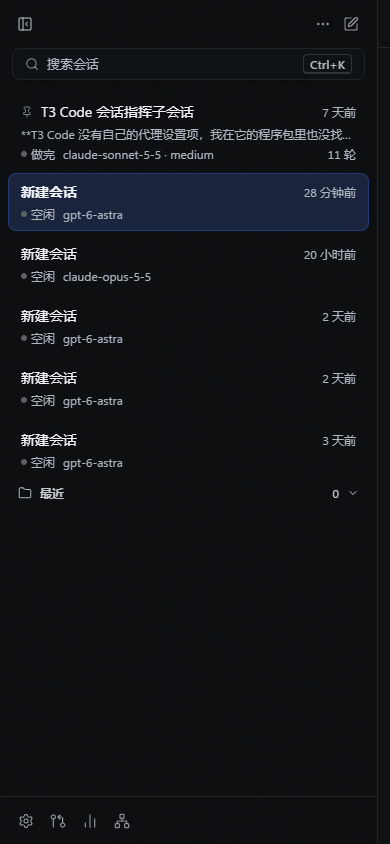 搜索会话 Ctrl+K
T3 Code 会话指挥子会话 7 天前
**T3 Code 没有自己的代理设置项，我在它的程序包里也没找...
做完 claude-sonnet-5-5 · medium 11 轮
新建会话 28 分钟前
空闲 gpt-6-astra
新建会话 20 小时前
空闲 claude-opus-5-5
新建会话 2 天前
空闲 gpt-6-astra
新建会话 2 天前
空闲 gpt-6-astra
新建会话 3 天前
空闲 gpt-6-astra
最近 0